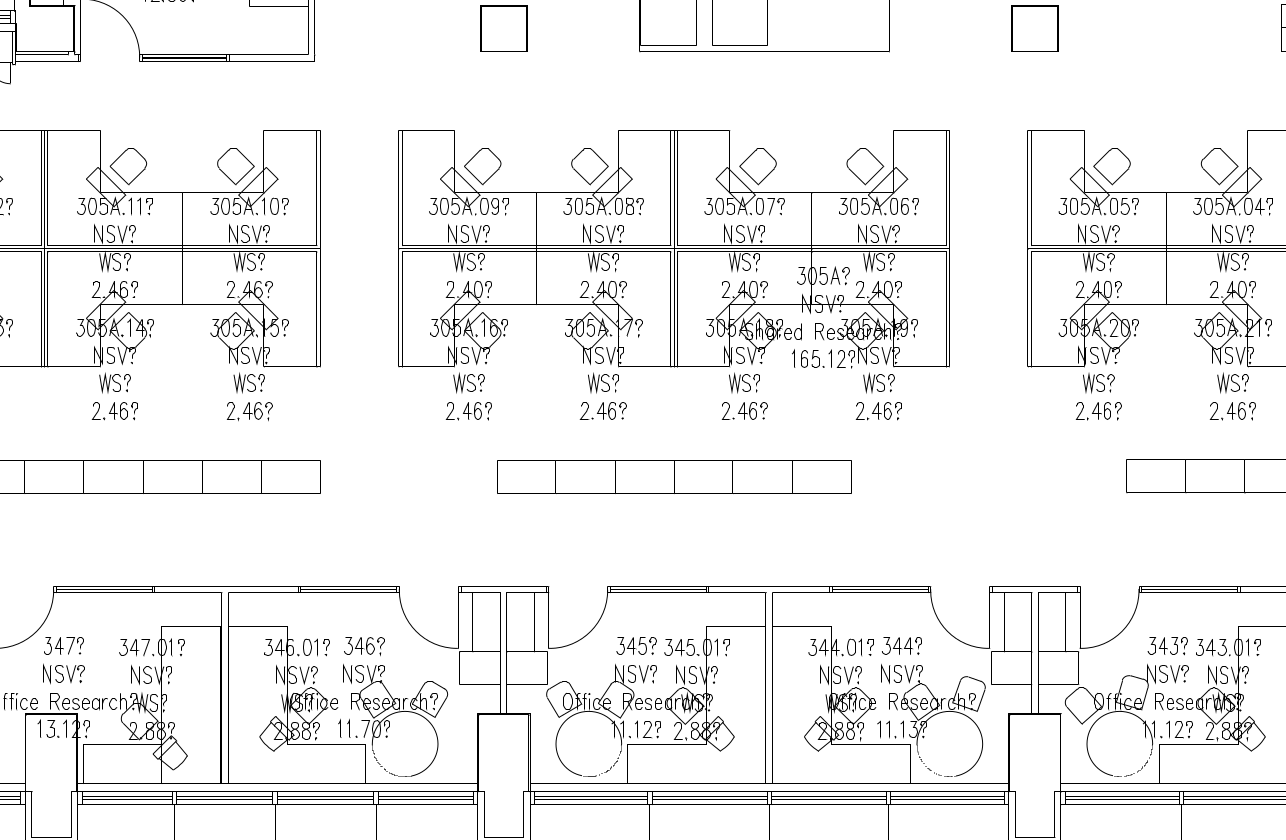 305A.11?
NSV?
WS?
2.46?
305A.10?
NSV?
WS?
2.46?
305A.09?
NSV?
WS?
2.40?
305A.08?
NSV?
WS?
2.40?
305A.07?
NSV?
WS?
2.40?
305A.06?
NSV?
WS?
2.40?
305A.05?
NSV?
WS?
2.40?
305A.04?
NSV?
WS?
2.40?
305A?
NSV?
Shared Research?
165.12?
305A.14?
NSV?
WS?
2.46?
305A.15?
NSV?
WS?
2.46?
305A.16?
NSV?
WS?
2.46?
305A.17?
NSV?
WS?
2.46?
305A.18?
NSV?
WS?
2.46?
305A.19?
NSV?
WS?
2.46?
305A.20?
NSV?
WS?
2.46?
305A.21?
NSV?
WS?
2.46?
347?
NSV?
ffice Research?
13.12?
347.01?
NSV?
WS?
2.88?
346.01?
NSV?
WS?
2.88?
346?
NSV?
Office Research?
11.70?
345?
NSV?
Office Research?
11.12?
345.01?
NSV?
WS?
2.88?
344.01?
NSV?
WS?
2.88?
344?
NSV?
Office Research?
11.13?
343?
NSV?
Office Research?
11.12?
343.01?
NSV?
WS?
2.88?